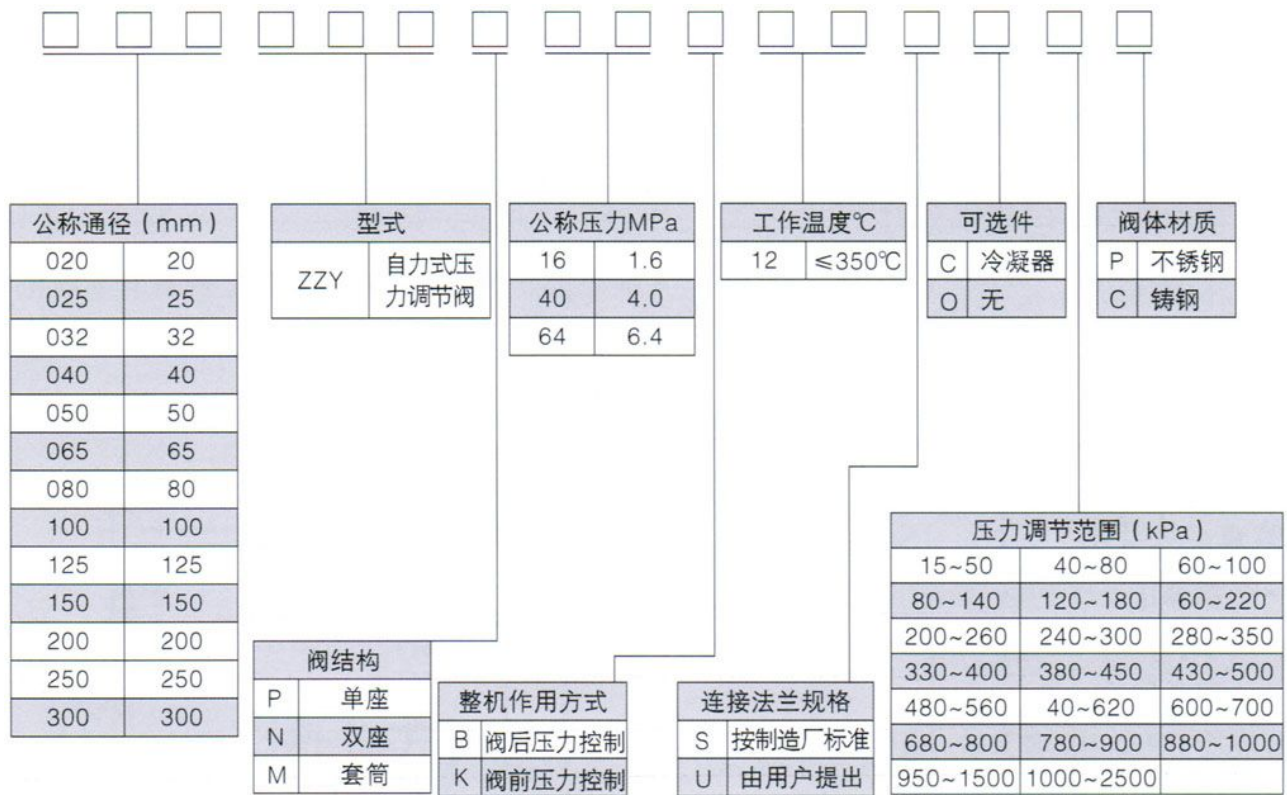 公称通径（mm）
020 20
025 25
032 32
040 40
050 50
065 65
080 80
100 100
125 125
150 150
200 200
250 250
300 300
型式
ZZY 自力式压
力调节阀
阀结构
P 单座
N 双座
M 套筒
公称压力MPa
16 1.6
40 4.0
64 6.4
整机作用方式
B 阀后压力控制
K 阀前压力控制
工作温度℃
12 ≤350℃
连接法兰规格
S 按制造厂标准
U 由用户提出
可选件
C 冷凝器
O 无
压力调节范围（kPa）
15~50 40~80 60~100
80~140 120~180 60~220
200~260 240~300 280~350
330~400 380~450 430~500
480~560 40~620 600~700
680~800 780~900 880~1000
950~1500 1000~2500
阀体材质
P 不锈钢
C 铸钢